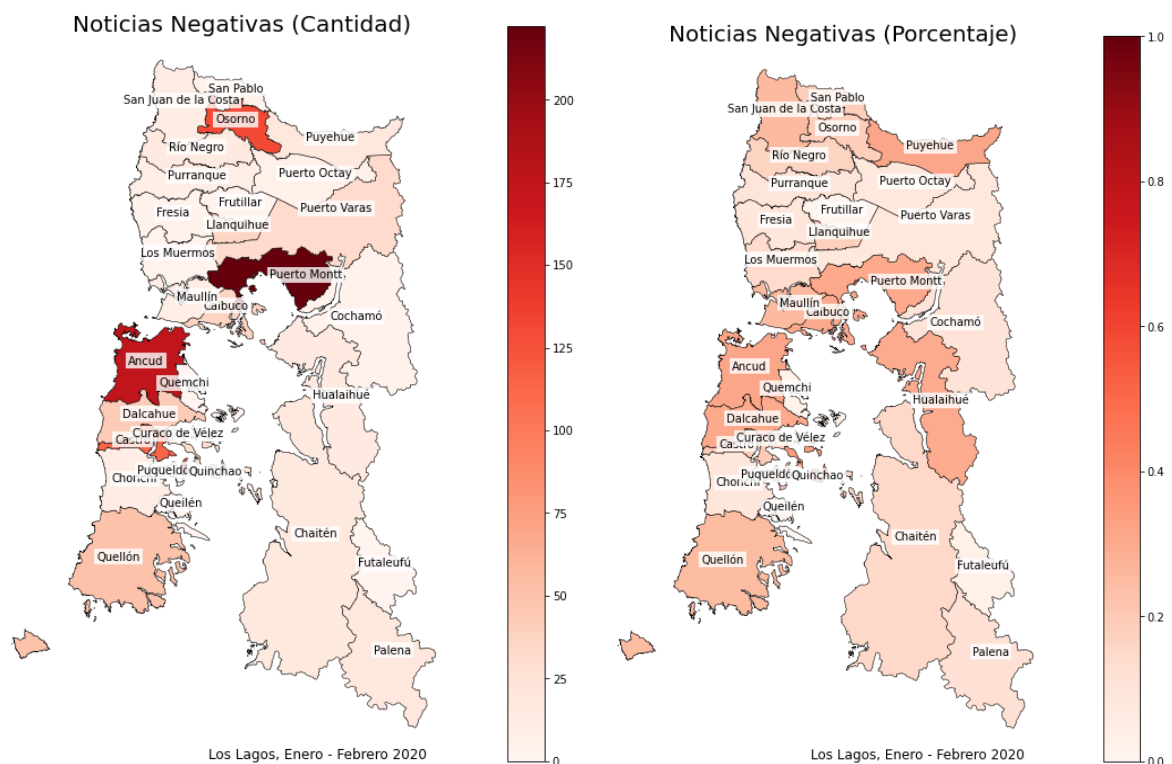 Noticias Negativas (Cantidad)
San Pablo
San Juan de la Costa
Osorno
Puyehue
Río Negro
Purranque
Puerto Octay
Frutillar
Fresia
Puerto Varas
Llanquihue
Los Muermos
Puerto Montt
Maullín
Calbuco
Cochamó
Ancud
Quemchi
Hualaihué
Dalcahue
Curaco de Vélez
Castro
Puqueldón
Quinchao
Chonchi
Queilén
Chaitén
Quellón
Futaleufú
Palena
Los Lagos, Enero - Febrero 2020
200
175
150
125
100
75
50
25
0
Noticias Negativas (Porcentaje)
San Pablo
San Juan de la Costa
Osorno
Puyehue
Río Negro
Purranque
Puerto Octay
Frutillar
Fresia
Puerto Varas
Llanquihue
Los Muermos
Puerto Montt
Maullín
Calbuco
Cochamó
Ancud
Quemchi
Hualaihué
Dalcahue
Curaco de Vélez
Castro
Puqueldón
Quinchao
Chonchi
Queilén
Chaitén
Quellón
Futaleufú
Palena
Los Lagos, Enero - Febrero 2020
1.0
0.8
0.6
0.4
0.2
0.0